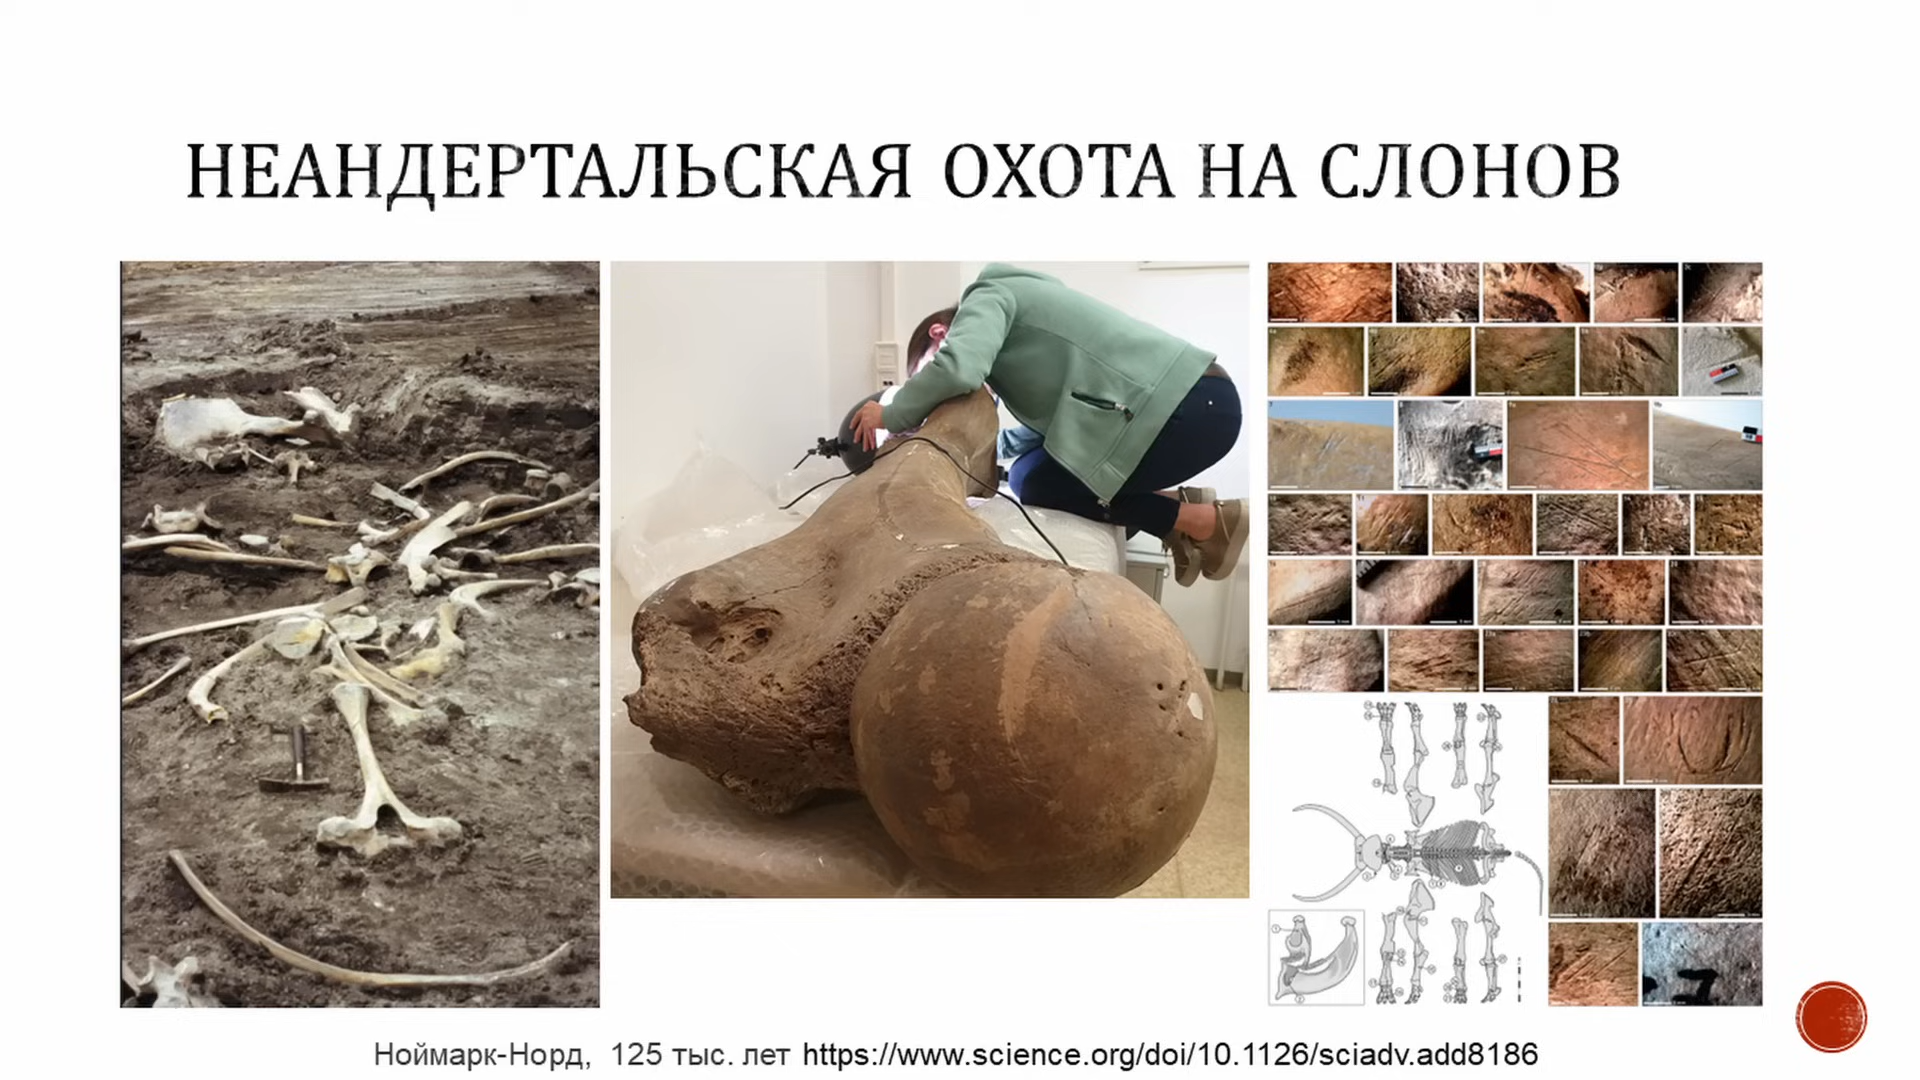 НЕАНДЕРТАЛЬСКАЯ ОХОТА НА СЛОНОВ
Ноймарк-Норд, 125 тыс. лет https://www.science.org/doi/10.1126/sciadv.add8186